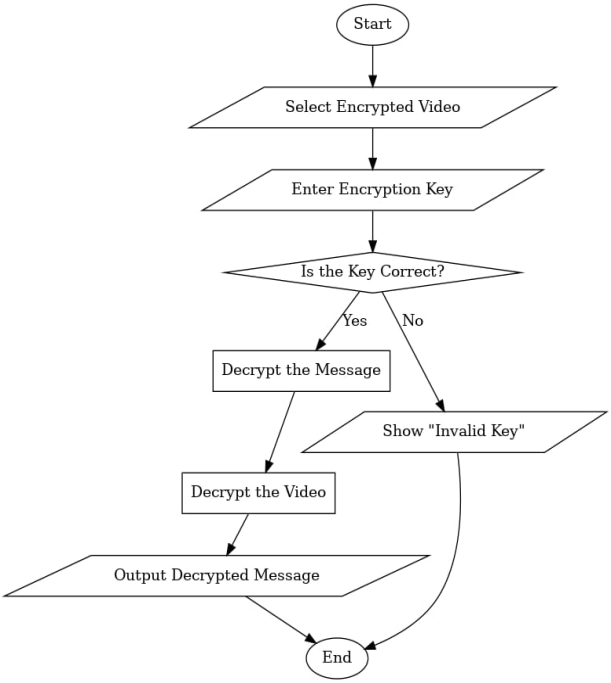 Start
Select Encrypted Video
Enter Encryption Key
Is the Key Correct?
Yes
No
Decrypt the Message
Show "Invalid Key"
Decrypt the Video
Output Decrypted Message
End